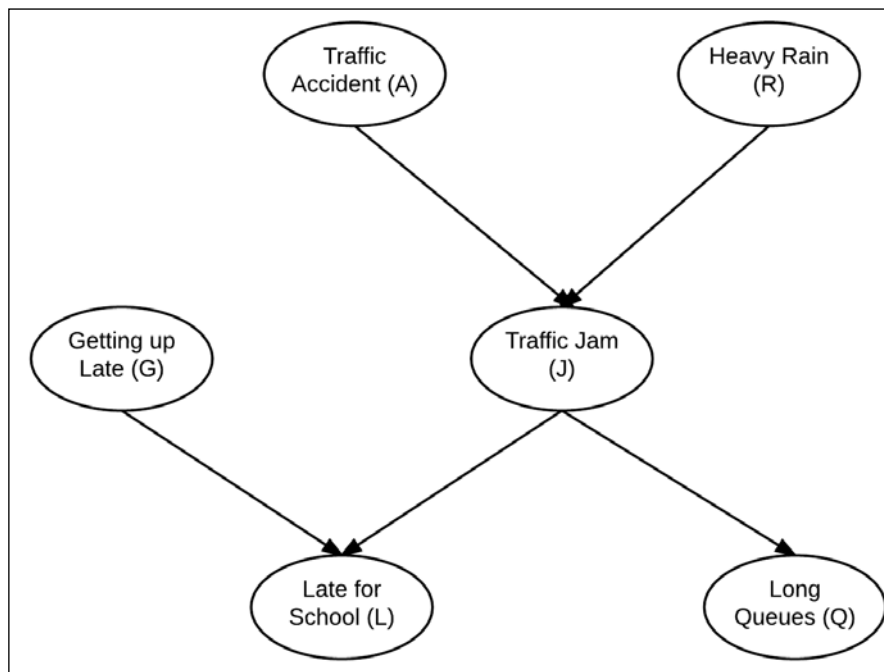 Traffic
Accident (A)
Heavy Rain
(R)
Getting up
Late (G)
Traffic Jam
(J)
Late for
School (L)
Long
Queues (Q)